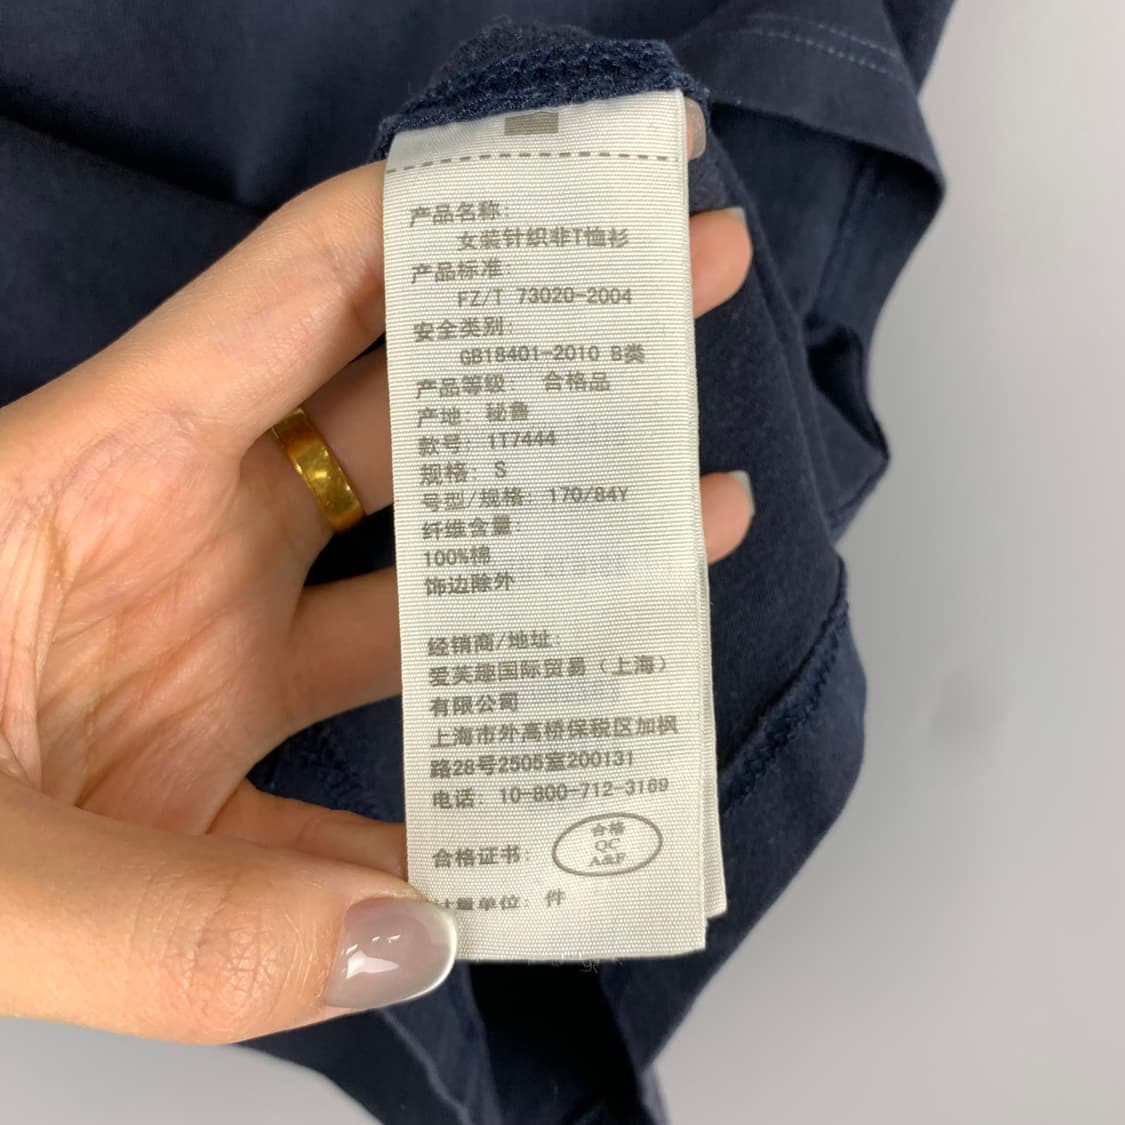 产品名称:
女装针织非T恤衫
产品标准:
FZ/T 73020-2004
安全类别:
GB18401-2010 B类
产品等级: 合格品
产地: 秘鲁
款号: 1T7444
规格: S
号型/规格: 170/84Y
纤维含量:
100%棉
饰边除外
经销商/地址:
爱芙趣国际贸易（上海）
有限公司
上海市外高桥保税区加枫
路28号2505室200131
电话: 10-800-712-3169
合格证书:
合格
QC
A&F
计量单位: 件